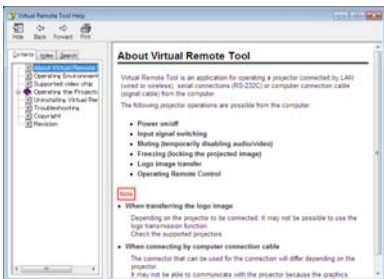 Virtual Remote Tool Help
Hide Back Forward Print
Contents Index Search
About Virtual Remote
Operating Environment
Supported video chip
Operating the Projecto
Uninstalling Virtual Rer
Troubleshooting
Copyright
Revision
About Virtual Remote Tool
Virtual Remote Tool is an application for operating a projector connected by LAN
(wired or wireless), serial connections (RS-232C) or computer connection cable
(signal cable) from the computer.
The following projector operations are possible from the computer.
Power on/off
Input signal switching
Muting (temporarily disabling audio/video)
Freezing (locking the projected image)
Logo image transfer
Operating Remote Control
Note
When transferring the logo image
Depending on the projector to be connected, it may not be possible to use the
logo transmission function.
Check the supported projectors.
When connecting by computer connection cable
The connector that can be used for the connection will differ depending on the
projector.
It may not be able to communicate with the projector because the graphics